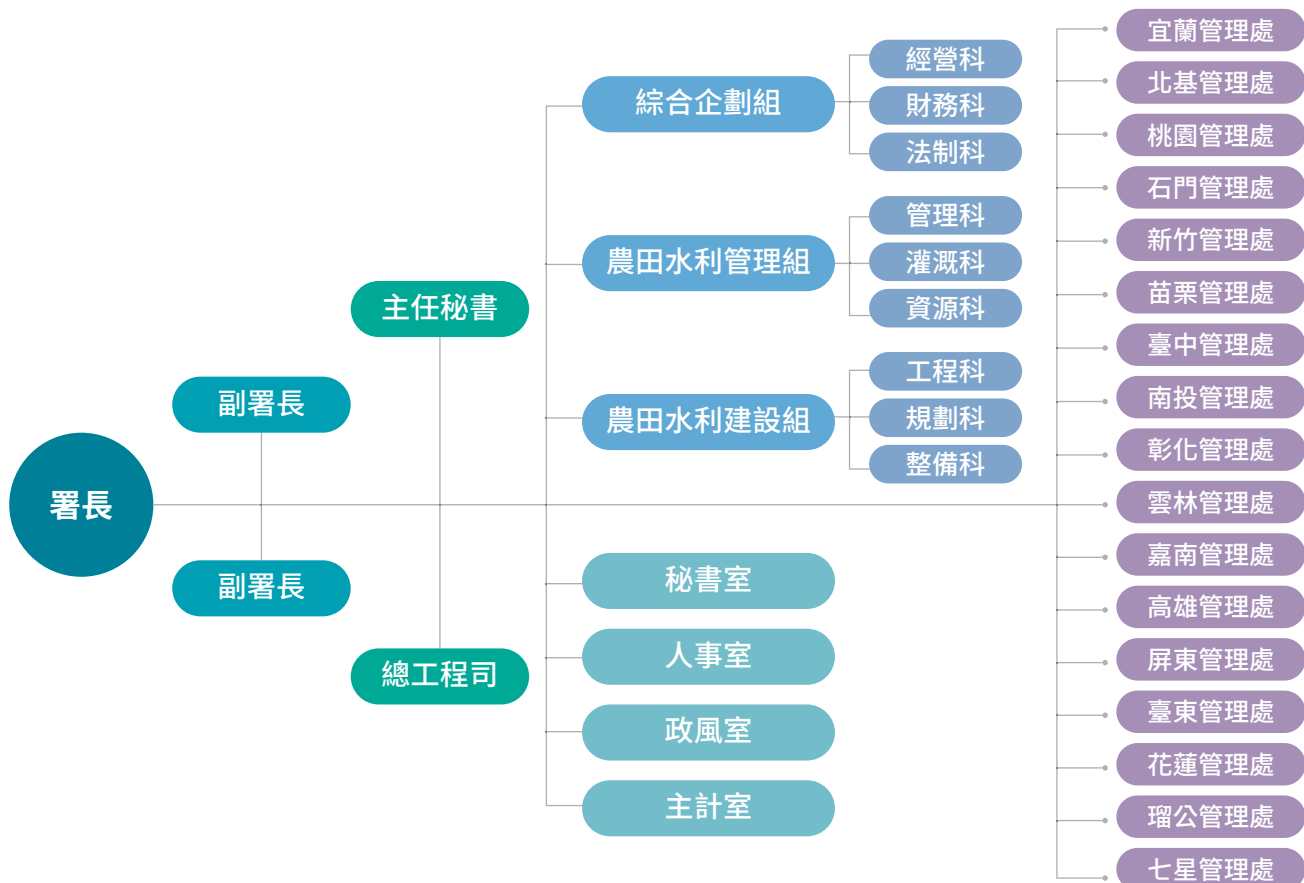 署長
副署長
副署長
主任秘書
總工程司
綜合企劃組
經營科
財務科
法制科
農田水利管理組
管理科
灌溉科
資源科
農田水利建設組
工程科
規劃科
整備科
秘書室
人事室
政風室
主計室
宜蘭管理處
北基管理處
桃園管理處
石門管理處
新竹管理處
苗栗管理處
臺中管理處
南投管理處
彰化管理處
雲林管理處
嘉南管理處
高雄管理處
屏東管理處
臺東管理處
花蓮管理處
瑠公管理處
七星管理處